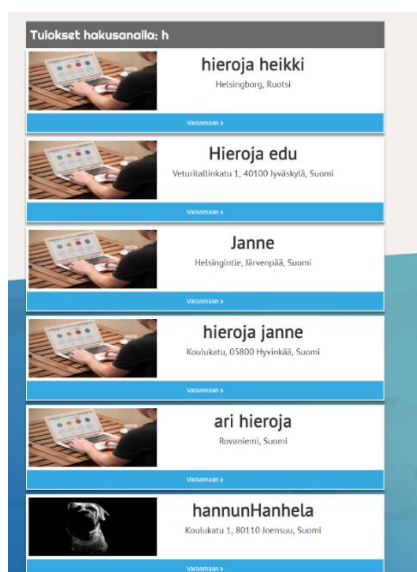 Tulokset hakusanalla: h
hieroja heikki
Helsingborg, Ruotsi
Varaamaan >
Hieroja edu
Veturitallinkatu 1, 40100 Jyväskylä, Suomi
Varaamaan >
Janne
Helsingintie, Järvenpää, Suomi
Varaamaan >
hieroja janne
Koulukatu, 05800 Hyvinkää, Suomi
Varaamaan >
ari hieroja
Rovaniemi, Suomi
Varaamaan >
hannunHanhela
Koulukatu 1, 80110 Joensuu, Suomi
Varaamaan >